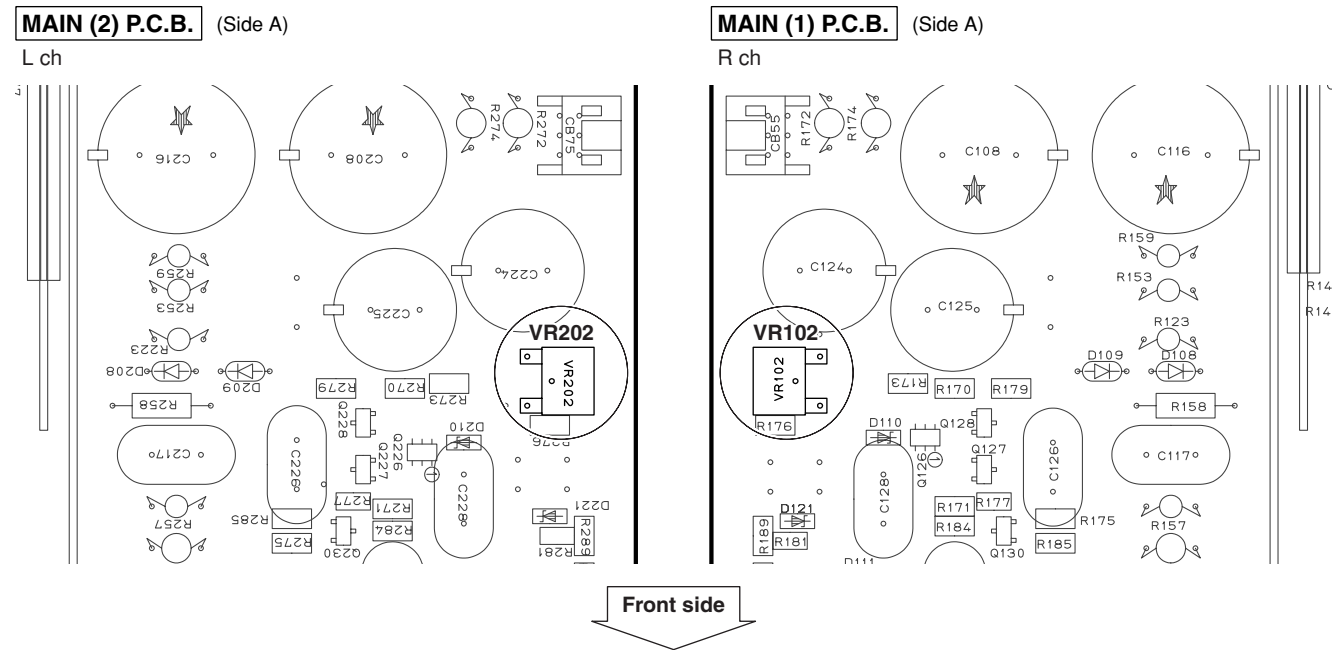 MAIN (2) P.C.B. (Side A)
L ch
C216
C208
R274
R272
CB75
R259
R253
R223
C224
C225
VR202
VR202
D208
D209
R279
R270
R273
R258
Q228
Q226
D210
C217
C226
Q227
C228
R277
R271
D221
R257
R285
R284
R289
R275
Q230
R281
MAIN (1) P.C.B. (Side A)
R ch
CB55
R172
R174
C108
C116
R159
C124
R153
C125
R123
VR102
VR102
D109
D108
R173
R170
R179
R158
R176
D110
Q128
Q126
Q127
C126
C117
C128
R171
R177
D121
R184
R175
R157
R189
R181
Q130
R185
D111
Front side